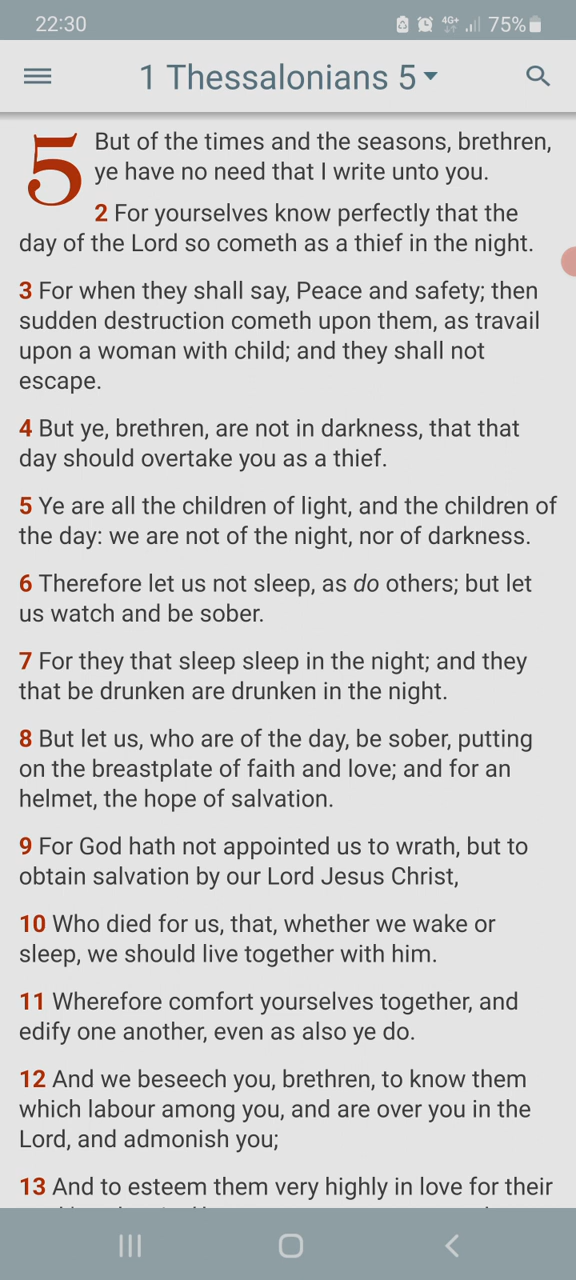 22:30 4G+ 75%
1 Thessalonians 5
5 But of the times and the seasons, brethren,
ye have no need that I write unto you.
2 For yourselves know perfectly that the
day of the Lord so cometh as a thief in the night.
3 For when they shall say, Peace and safety; then
sudden destruction cometh upon them, as travail
upon a woman with child; and they shall not
escape.
4 But ye, brethren, are not in darkness, that that
day should overtake you as a thief.
5 Ye are all the children of light, and the children of
the day: we are not of the night, nor of darkness.
6 Therefore let us not sleep, as do others; but let
us watch and be sober.
7 For they that sleep sleep in the night; and they
that be drunken are drunken in the night.
8 But let us, who are of the day, be sober, putting
on the breastplate of faith and love; and for an
helmet, the hope of salvation.
9 For God hath not appointed us to wrath, but to
obtain salvation by our Lord Jesus Christ,
10 Who died for us, that, whether we wake or
sleep, we should live together with him.
11 Wherefore comfort yourselves together, and
edify one another, even as also ye do.
12 And we beseech you, brethren, to know them
which labour among you, and are over you in the
Lord, and admonish you;
13 And to esteem them very highly in love for their